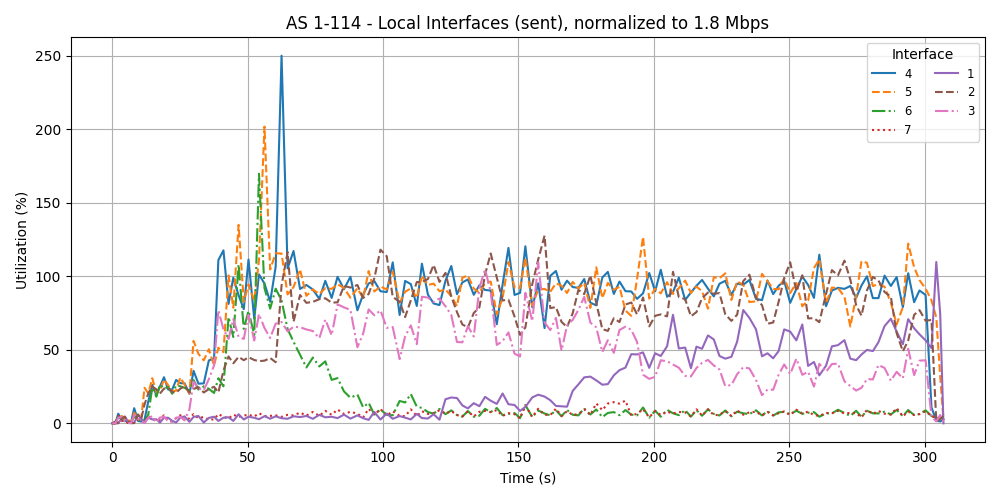 AS 1-114 - Local Interfaces (sent), normalized to 1.8 Mbps
Utilization (%)
250
200
150
100
50
0
0 50 100 150 200 250 300
Time (s)
Interface
4 1
5 2
6 3
7